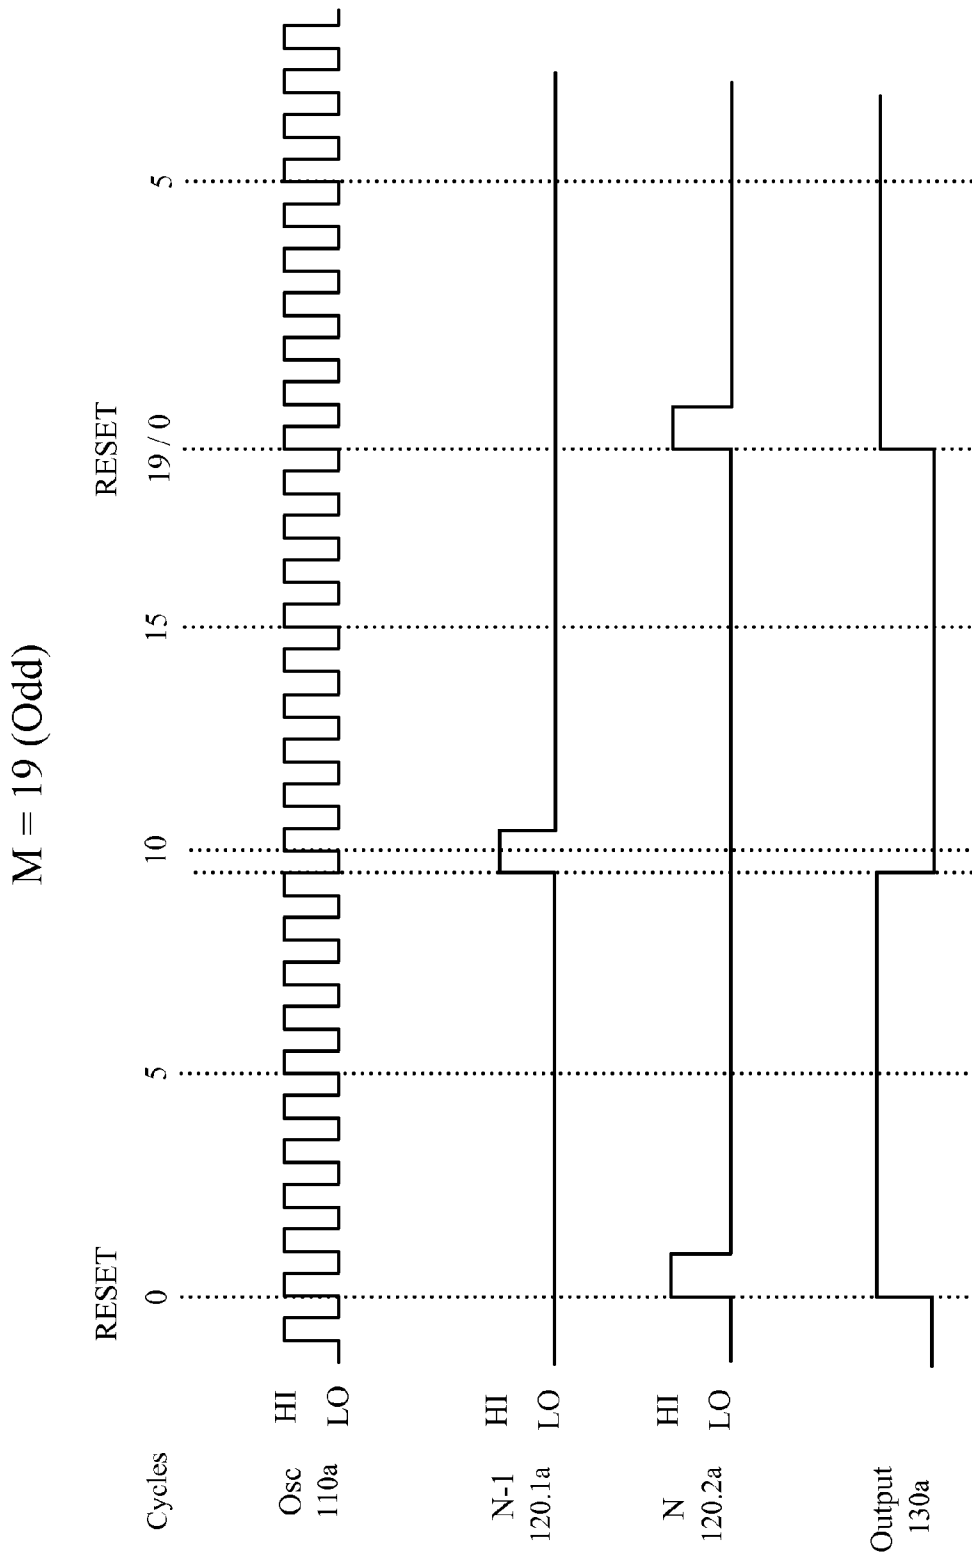 M = 19 (Odd)
RESET
RESET
Cycles
0
5
10
15
19 / 0
5
Osc
110a
HI
LO
N-1
120.1a
HI
LO
N
120.2a
HI
LO
Output
130a